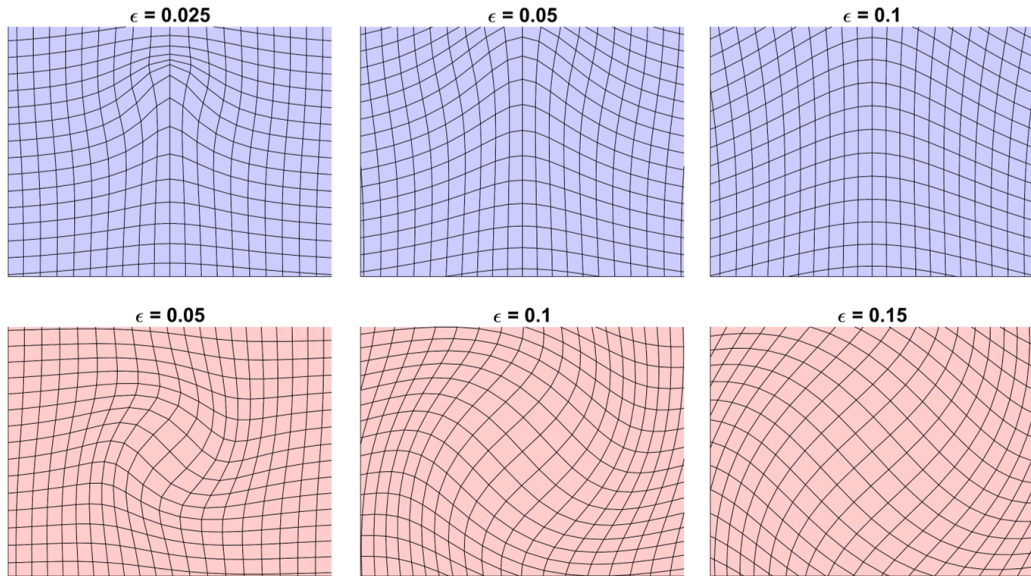 ϵ = 0.025
ϵ = 0.05
ϵ = 0.1
ϵ = 0.05
ϵ = 0.1
ϵ = 0.15